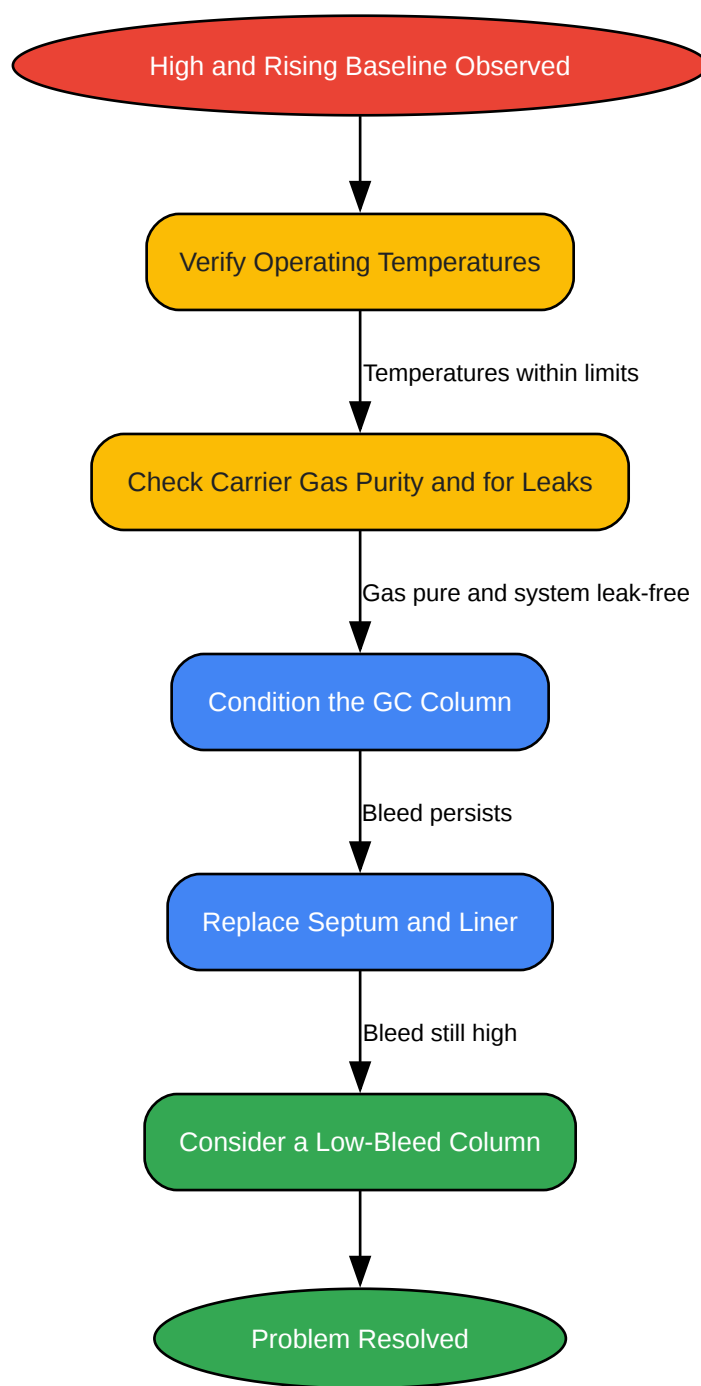 High and Rising Baseline Observed
Verify Operating Temperatures
Temperatures within limits
Check Carrier Gas Purity and for Leaks
Gas pure and system leak-free
Condition the GC Column
Bleed persists
Replace Septum and Liner
Bleed still high
Consider a Low-Bleed Column
Problem Resolved